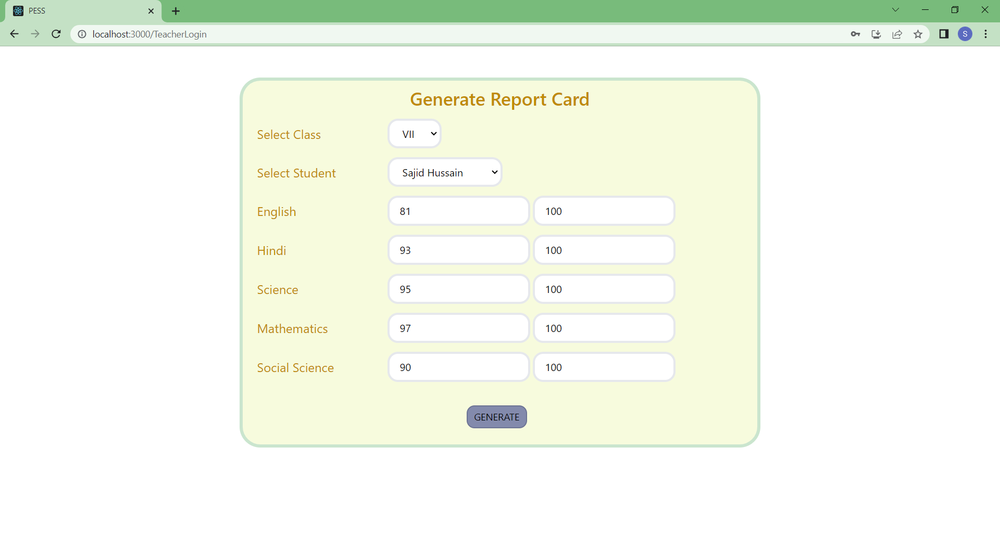 PESS
localhost:3000/TeacherLogin
S
Generate Report Card
Select Class VII
Select Student Sajid Hussain
English 81 100
Hindi 93 100
Science 95 100
Mathematics 97 100
Social Science 90 100
GENERATE